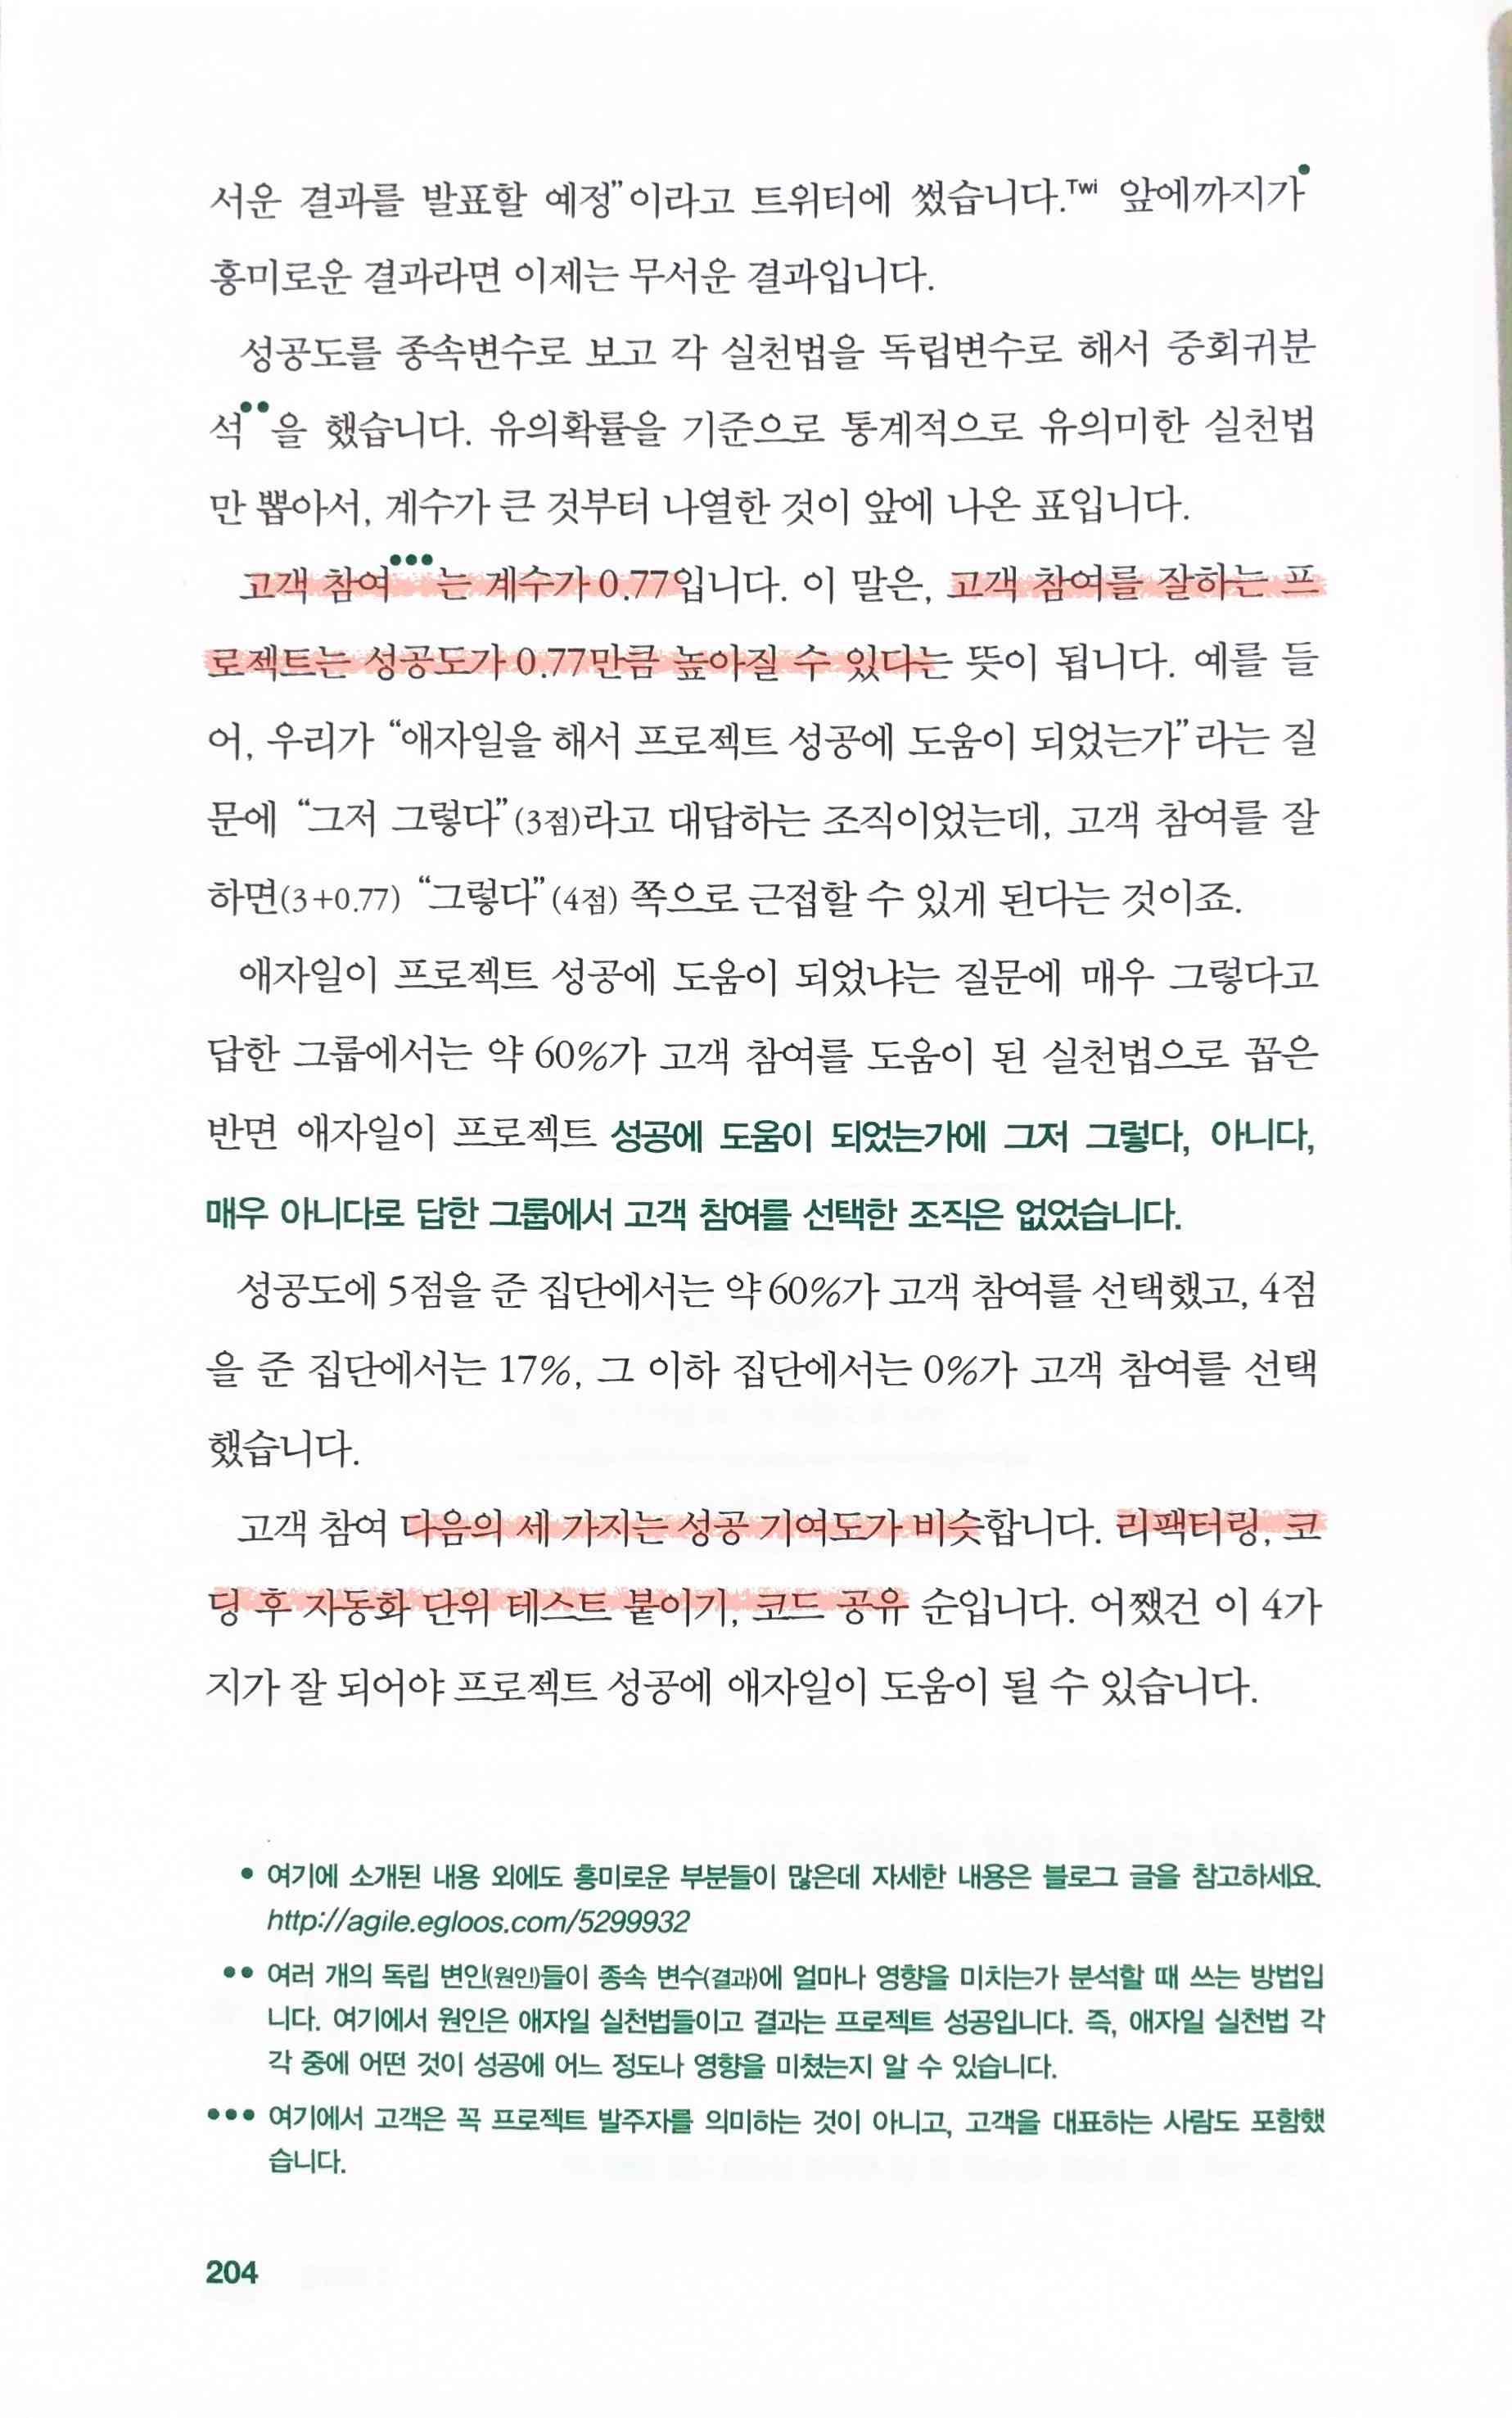 서운 결과를 발표할 예정”이라고 트위터에 썼습니다.Twi 앞에까지가•
흥미로운 결과라면 이제는 무서운 결과입니다.
성공도를 종속변수로 보고 각 실천법을 독립변수로 해서 중회귀분
석••을 했습니다. 유의확률을 기준으로 통계적으로 유의미한 실천법
만 뽑아서, 계수가 큰 것부터 나열한 것이 앞에 나온 표입니다.
고객 참여•••는 계수가 0.77입니다. 이 말은, 고객 참여를 잘하는 프
로젝트는 성공도가 0.77만큼 높아질 수 있다는 뜻이 됩니다. 예를 들
어, 우리가 “애자일을 해서 프로젝트 성공에 도움이 되었는가”라는 질
문에 “그저 그렇다”(3점)라고 대답하는 조직이었는데, 고객 참여를 잘
하면(3+0.77) “그렇다”(4점) 쪽으로 근접할 수 있게 된다는 것이죠.
애자일이 프로젝트 성공에 도움이 되었냐는 질문에 매우 그렇다고
답한 그룹에서는 약 60%가 고객 참여를 도움이 된 실천법으로 꼽은
반면 애자일이 프로젝트 성공에 도움이 되었는가에 그저 그렇다, 아니다,
매우 아니다로 답한 그룹에서 고객 참여를 선택한 조직은 없었습니다.
성공도에 5점을 준 집단에서는 약 60%가 고객 참여를 선택했고, 4점
을 준 집단에서는 17%, 그 이하 집단에서는 0%가 고객 참여를 선택
했습니다.
고객 참여 다음의 세 가지는 성공 기여도가 비슷합니다. 리팩터링, 코
딩 후 자동화 단위 테스트 붙이기, 코드 공유 순입니다. 어쨌건 이 4가
지가 잘 되어야 프로젝트 성공에 애자일이 도움이 될 수 있습니다.
• 여기에 소개된 내용 외에도 흥미로운 부분들이 많은데 자세한 내용은 블로그 글을 참고하세요.
http://agile.egloos.com/5299932
•• 여러 개의 독립 변인(원인)들이 종속 변수(결과)에 얼마나 영향을 미치는가 분석할 때 쓰는 방법입
니다. 여기에서 원인은 애자일 실천법들이고 결과는 프로젝트 성공입니다. 즉, 애자일 실천법 각
각 중에 어떤 것이 성공에 어느 정도나 영향을 미쳤는지 알 수 있습니다.
••• 여기에서 고객은 꼭 프로젝트 발주자를 의미하는 것이 아니고, 고객을 대표하는 사람도 포함했
습니다.
204